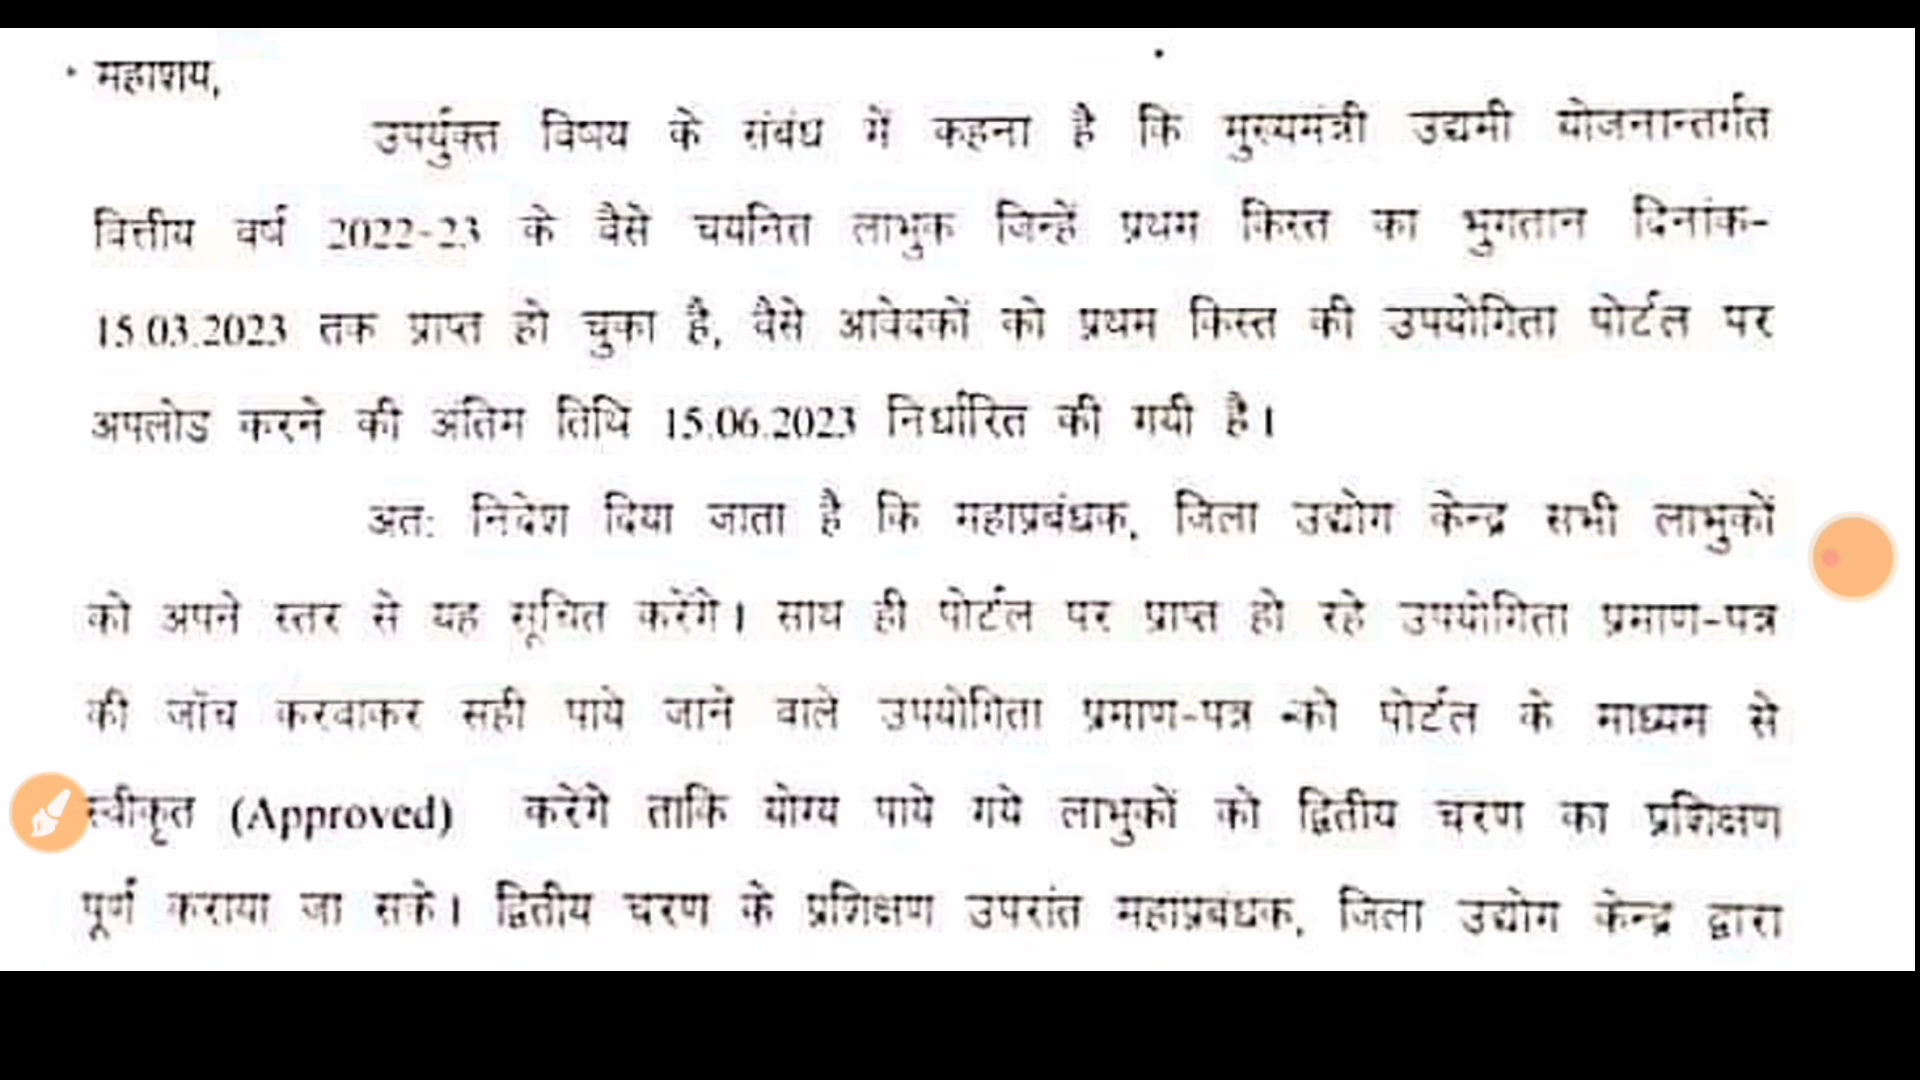 महाशय,
उपर्युक्त विषय के संबंध में कहना है कि मुख्यमंत्री उद्यमी योजनान्तर्गत
वित्तीय वर्ष 2022-23 के वैसे चयनित लाभुक जिन्हें प्रथम किस्त का भुगतान दिनांक-
15.03.2023 तक प्राप्त हो चुका है, वैसे आवेदकों को प्रथम किस्त की उपयोगिता पोर्टल पर
अपलोड करने की अंतिम तिथि 15.06.2023 निर्धारित की गयी है।
अतः निदेश दिया जाता है कि महाप्रबंधक, जिला उद्योग केन्द्र सभी लाभुकों
को अपने स्तर से यह सूचित करेंगे। साथ ही पोर्टल पर प्राप्त हो रहे उपयोगिता प्रमाण-पत्र
की जॉच करवाकर सही पाये जाने वाले उपयोगिता प्रमाण-पत्र को पोर्टल के माध्यम से
स्वीकृत (Approved) करेंगे ताकि योग्य पाये गये लाभुकों को द्वितीय चरण का प्रशिक्षण
पूर्ण कराया जा सके। द्वितीय चरण के प्रशिक्षण उपरांत महाप्रबंधक, जिला उद्योग केन्द्र द्वारा